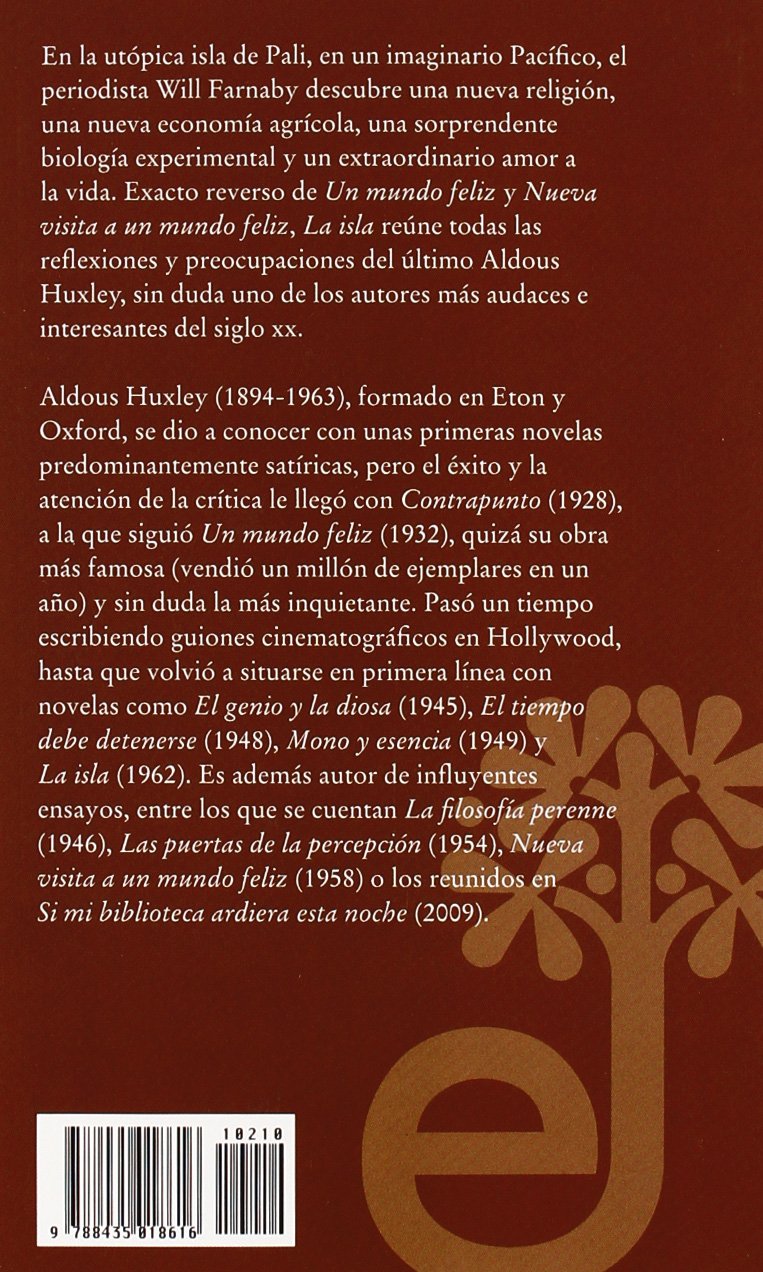 En la utópica isla de Pali, en un imaginario Pacífico, el
periodista Will Farnaby descubre una nueva religión,
una nueva economía agrícola, una sorprendente
biología experimental y un extraordinario amor a
la vida. Exacto reverso de Un mundo feliz y Nueva
visita a un mundo feliz, La isla reúne todas las
reflexiones y preocupaciones del último Aldous
Huxley, sin duda uno de los autores más audaces e
interesantes del siglo xx.
Aldous Huxley (1894-1963), formado en Eton y
Oxford, se dio a conocer con unas primeras novelas
predominantemente satíricas, pero el éxito y la
atención de la crítica le llegó con Contrapunto (1928),
a la que siguió Un mundo feliz (1932), quizá su obra
más famosa (vendió un millón de ejemplares en un
año) y sin duda la más inquietante. Pasó un tiempo
escribiendo guiones cinematográficos en Hollywood,
hasta que volvió a situarse en primera línea con
novelas como El genio y la diosa (1945), El tiempo
debe detenerse (1948), Mono y esencia (1949) y
La isla (1962). Es además autor de influyentes
ensayos, entre los que se cuentan La filosofía perenne
(1946), Las puertas de la percepción (1954), Nueva
visita a un mundo feliz (1958) o los reunidos en
Si mi biblioteca ardiera esta noche (2009).
ej
10210
9 788435 018616